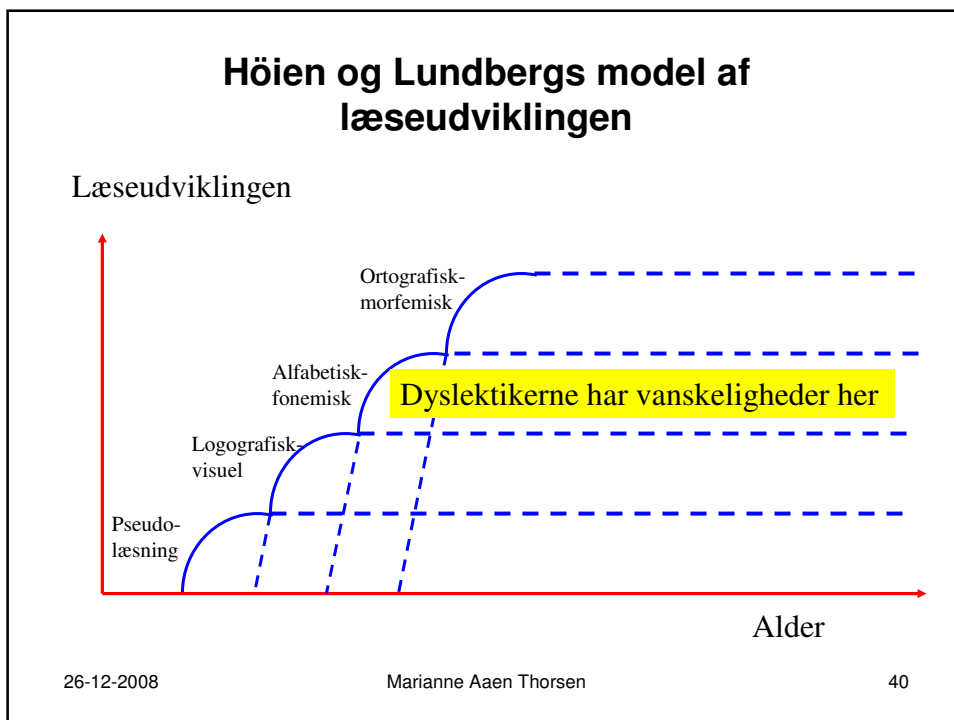 Höien og Lundbergs model af
læseudviklingen
Læseudviklingen
Ortografisk-
morfemisk
Alfabetisk-
fonemisk
Dyslektikerne har vanskeligheder her
Logografisk-
visuel
Pseudo-
læsning
Alder
26-12-2008 Marianne Aaen Thorsen 40